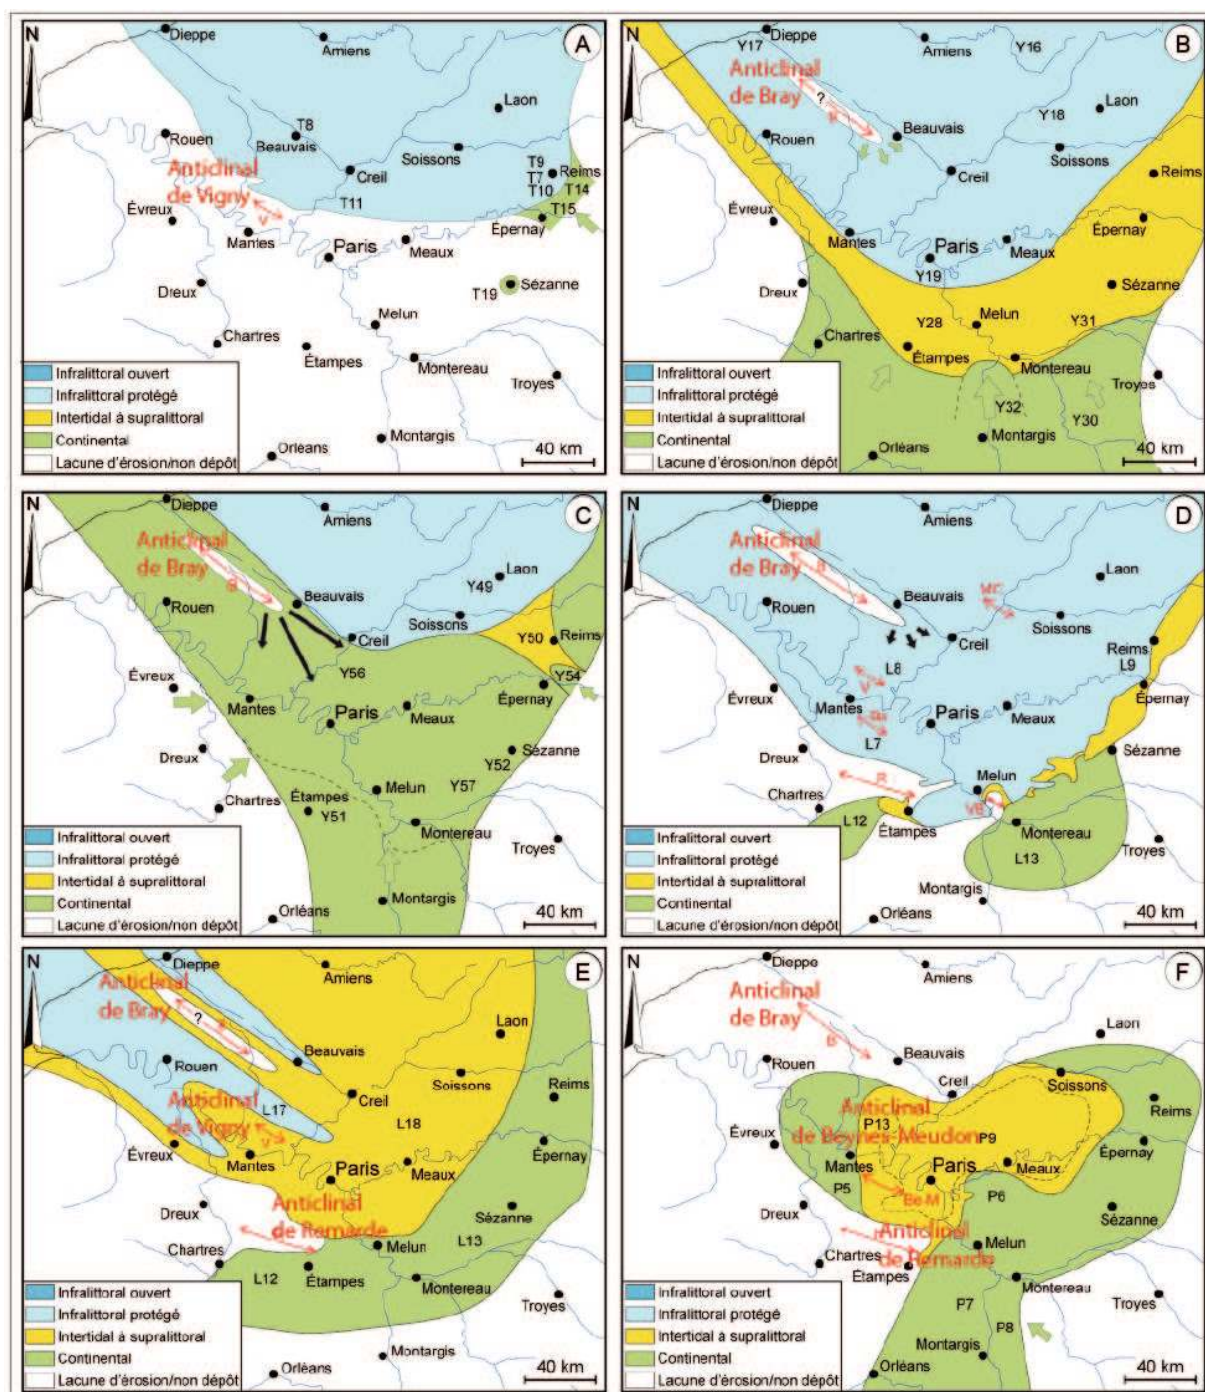 N
A
Dieppe
Amiens
Laon
T8
Beauvais
Rouen
Soissons
T9
Reims
T7
Creil
T10
T14
Anticlinal
de Vigny
T11
T15
V
Évreux
Épernay
Mantes
Paris
Meaux
Dreux
T19
Sézanne
Melun
Chartres
Étampes
Montereau
Troyes
Infralittoral ouvert
Infralittoral protégé
Intertidal à supralittoral
Continental
Lacune d'érosion/non dépôt
Montargis
Orléans
40 km
N
B
Dieppe
Y17
Amiens
Y16
Anticlinal
de Bray
?
Laon
Y18
Rouen
Beauvais
Soissons
Creil
Reims
Évreux
Épernay
Mantes
Paris
Meaux
Y19
Dreux
Sézanne
Y28
Melun
Y31
Chartres
Étampes
Montereau
Troyes
Y32
Y30
Infralittoral ouvert
Infralittoral protégé
Intertidal à supralittoral
Continental
Lacune d'érosion/non dépôt
Montargis
Orléans
40 km
N
C
Dieppe
Amiens
Anticlinal
de Bray
B
Laon
Y49
Rouen
Beauvais
Soissons
Creil
Y50
Reims
Y56
Y54
Évreux
Épernay
Mantes
Paris
Meaux
Dreux
Sézanne
Y52
Melun
Y57
Chartres
Étampes
Y51
Montereau
Troyes
Infralittoral ouvert
Infralittoral protégé
Intertidal à supralittoral
Continental
Lacune d'érosion/non dépôt
Montargis
Orléans
40 km
N
D
Dieppe
Amiens
Anticlinal
de Bray
B
Laon
Rouen
Beauvais
Soissons
Creil
Reims
L8
L9
V
Évreux
Épernay
Mantes
Paris
Meaux
L7
Dreux
Sézanne
R
Melun
VB
Chartres
L12
Étampes
Montereau
L13
Troyes
Infralittoral ouvert
Infralittoral protégé
Intertidal à supralittoral
Continental
Lacune d'érosion/non dépôt
Montargis
Orléans
40 km
N
E
Dieppe
Amiens
Anticlinal
de Bray
?
Laon
Rouen
Beauvais
Soissons
Creil
Reims
Anticlinal
de Vigny
L17
L18
V
Évreux
Épernay
Mantes
Paris
Meaux
Dreux
Anticlinal
de Remarde
Sézanne
L13
Melun
Chartres
L12
Étampes
Montereau
Troyes
Infralittoral ouvert
Infralittoral protégé
Intertidal à supralittoral
Continental
Lacune d'érosion/non dépôt
Montargis
Orléans
40 km
N
F
Dieppe
Amiens
Anticlinal
de Bray
B
Laon
Rouen
Beauvais
Soissons
Creil
Reims
Anticlinal
de Beynes-Meudon
P13
P9
Évreux
Épernay
Mantes
Paris
Meaux
P5
Be-M
P6
Dreux
Sézanne
Anticlinal
de Remarde
Melun
Chartres
Étampes
Montereau
P7
P8
Troyes
Infralittoral ouvert
Infralittoral protégé
Intertidal à supralittoral
Continental
Lacune d'érosion/non dépôt
Montargis
Orléans
40 km